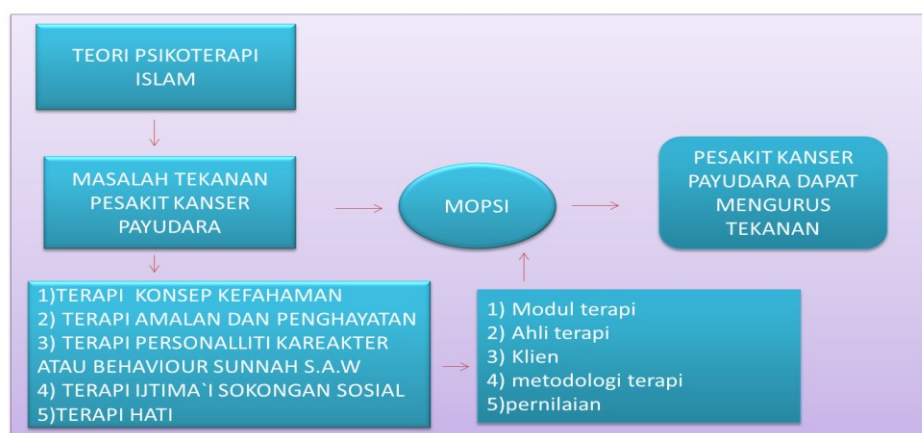 TEORI PSIKOTERAPI
ISLAM
MASALAH TEKANAN
PESAKIT KANSER
PAYUDARA
MOPSI
PESAKIT KANSER
PAYUDARA DAPAT
MENGURUS
TEKANAN
1)TERAPI KONSEP KEFAHAMAN
2) TERAPI AMALAN DAN PENGHAYATAN
3) TERAPI PERSONALLITI KAREAKTER
ATAU BEHAVIOUR SUNNAH S.A.W
4) TERAPI IJTIMA`I SOKONGAN SOSIAL
5)TERAPI HATI
1) Modul terapi
2) Ahli terapi
3) Klien
4) metodologi terapi
5)pernilaian